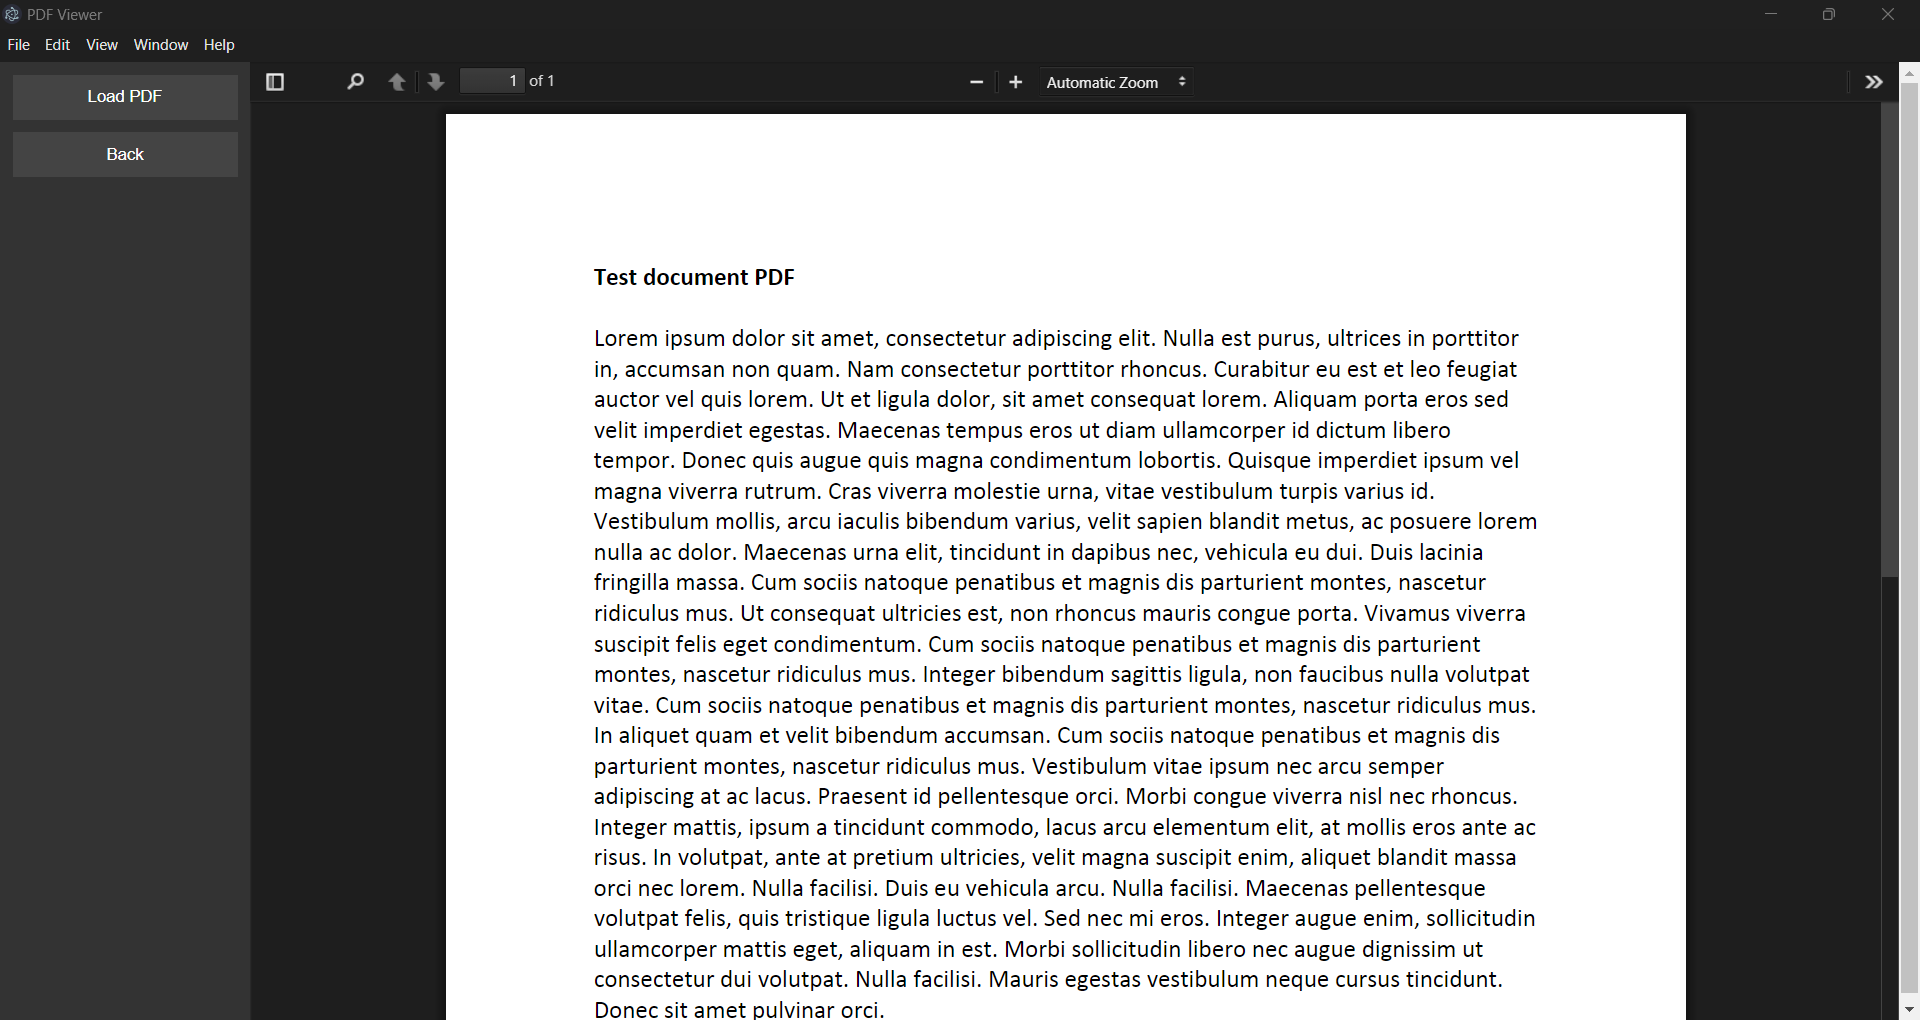 PDF Viewer
File Edit View Window Help
Load PDF
Back
1 of 1
Automatic Zoom
Test document PDF
Lorem ipsum dolor sit amet, consectetur adipiscing elit. Nulla est purus, ultrices in porttitor
in, accumsan non quam. Nam consectetur porttitor rhoncus. Curabitur eu est et leo feugiat
auctor vel quis lorem. Ut et ligula dolor, sit amet consequat lorem. Aliquam porta eros sed
velit imperdiet egestas. Maecenas tempus eros ut diam ullamcorper id dictum libero
tempor. Donec quis augue quis magna condimentum lobortis. Quisque imperdiet ipsum vel
magna viverra rutrum. Cras viverra molestie urna, vitae vestibulum turpis varius id.
Vestibulum mollis, arcu iaculis bibendum varius, velit sapien blandit metus, ac posuere lorem
nulla ac dolor. Maecenas urna elit, tincidunt in dapibus nec, vehicula eu dui. Duis lacinia
fringilla massa. Cum sociis natoque penatibus et magnis dis parturient montes, nascetur
ridiculus mus. Ut consequat ultricies est, non rhoncus mauris congue porta. Vivamus viverra
suscipit felis eget condimentum. Cum sociis natoque penatibus et magnis dis parturient
montes, nascetur ridiculus mus. Integer bibendum sagittis ligula, non faucibus nulla volutpat
vitae. Cum sociis natoque penatibus et magnis dis parturient montes, nascetur ridiculus mus.
In aliquet quam et velit bibendum accumsan. Cum sociis natoque penatibus et magnis dis
parturient montes, nascetur ridiculus mus. Vestibulum vitae ipsum nec arcu semper
adipiscing at ac lacus. Praesent id pellentesque orci. Morbi congue viverra nisl nec rhoncus.
Integer mattis, ipsum a tincidunt commodo, lacus arcu elementum elit, at mollis eros ante ac
risus. In volutpat, ante at pretium ultricies, velit magna suscipit enim, aliquet blandit massa
orci nec lorem. Nulla facilisi. Duis eu vehicula arcu. Nulla facilisi. Maecenas pellentesque
volutpat felis, quis tristique ligula luctus vel. Sed nec mi eros. Integer augue enim, sollicitudin
ullamcorper mattis eget, aliquam in est. Morbi sollicitudin libero nec augue dignissim ut
consectetur dui volutpat. Nulla facilisi. Mauris egestas vestibulum neque cursus tincidunt.
Donec sit amet pulvinar orci.